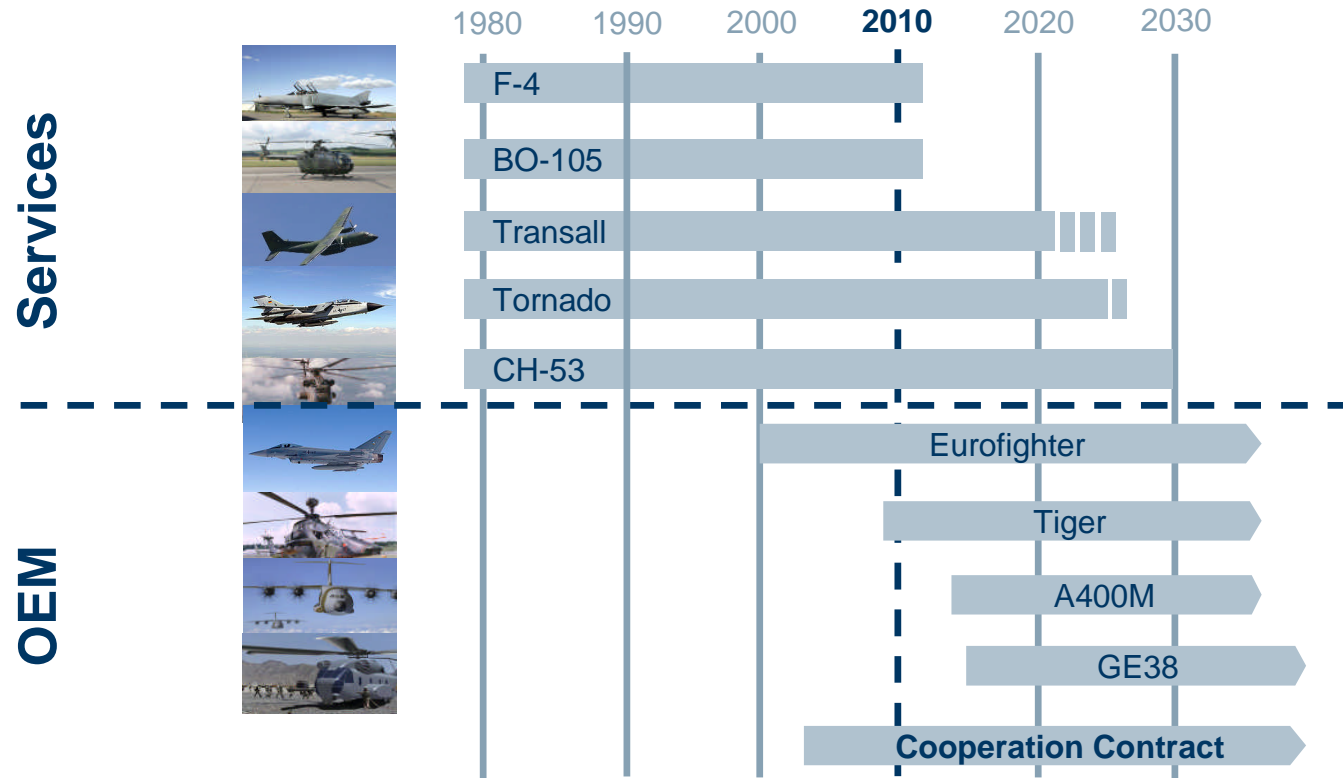 1980 1990 2000 2010 2020 2030
Services
F-4
BO-105
Transall
Tornado
CH-53
OEM
Eurofighter
Tiger
A400M
GE38
Cooperation Contract